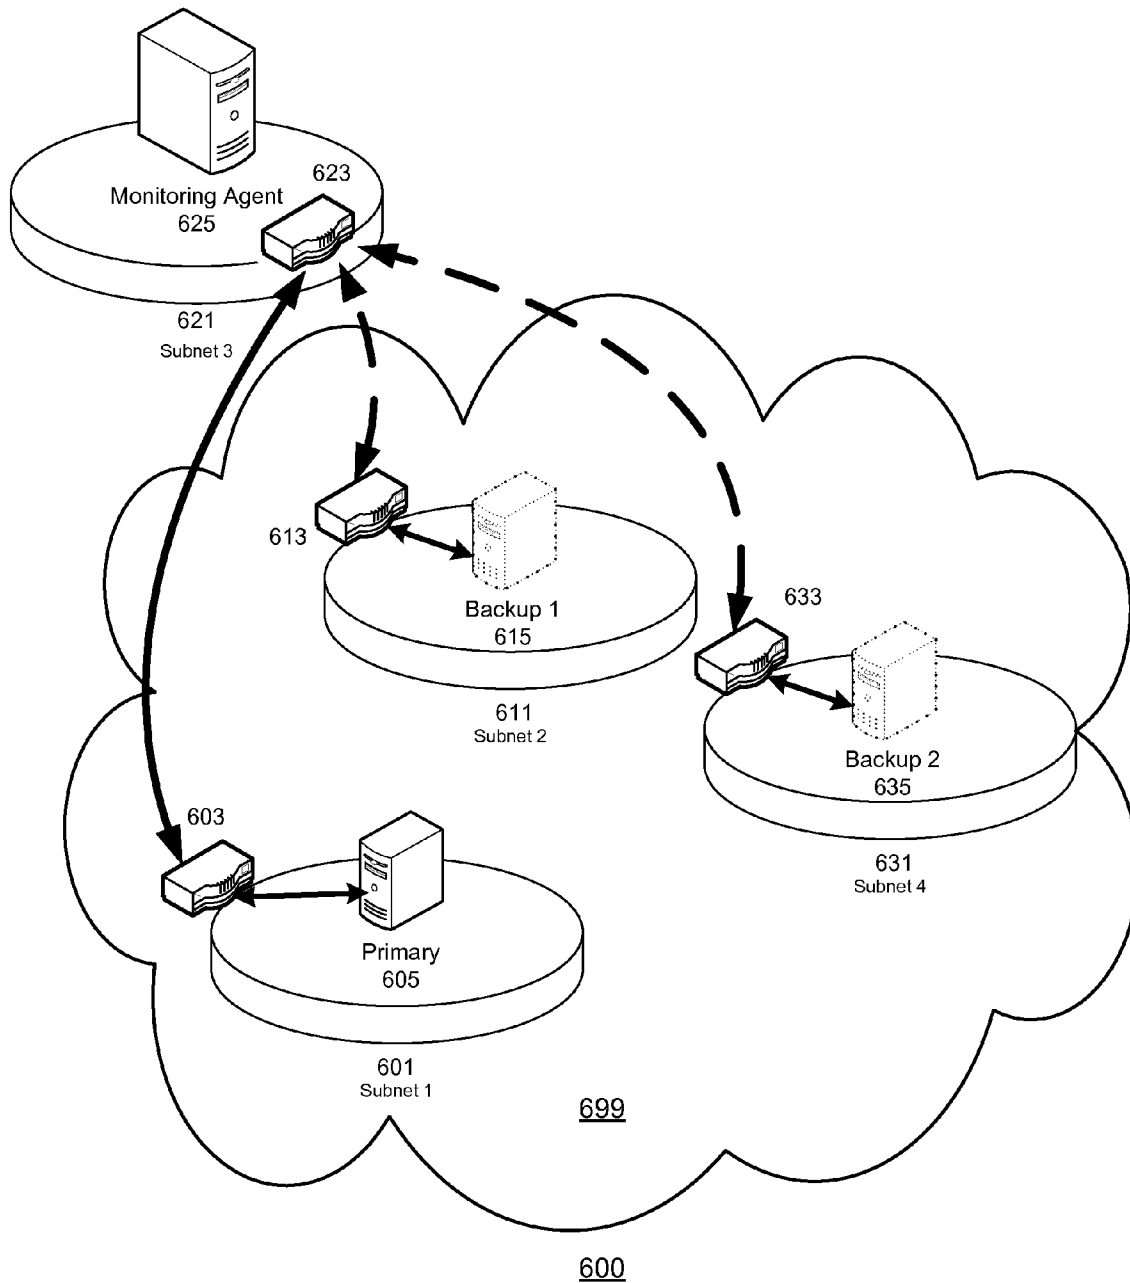 623
Monitoring Agent
625
621
Subnet 3
613
Backup 1
615
611
Subnet 2
633
Backup 2
635
631
Subnet 4
603
Primary
605
601
Subnet 1
699
600